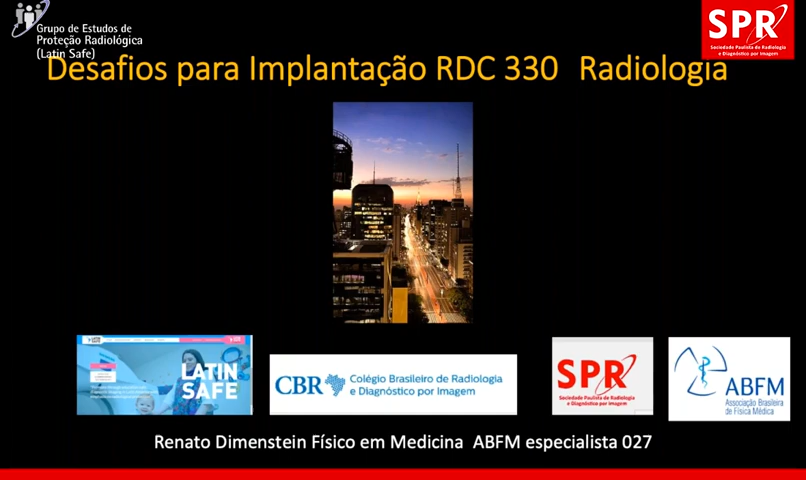 Grupo de Estudos de
Proteção Radiológica
(Latin Safe)
SPR
Sociedade Paulista de Radiologia
e Diagnóstico por Imagem
Desafios para Implantação RDC 330 Radiologia
LATIN
SAFE
CBR
Colégio Brasileiro de Radiologia
e Diagnóstico por Imagem
SPR
Sociedade Paulista de Radiologia
e Diagnóstico por Imagem
ABFM
Associação Brasileira
de Física Médica
Renato Dimenstein Físico em Medicina ABFM especialista 027